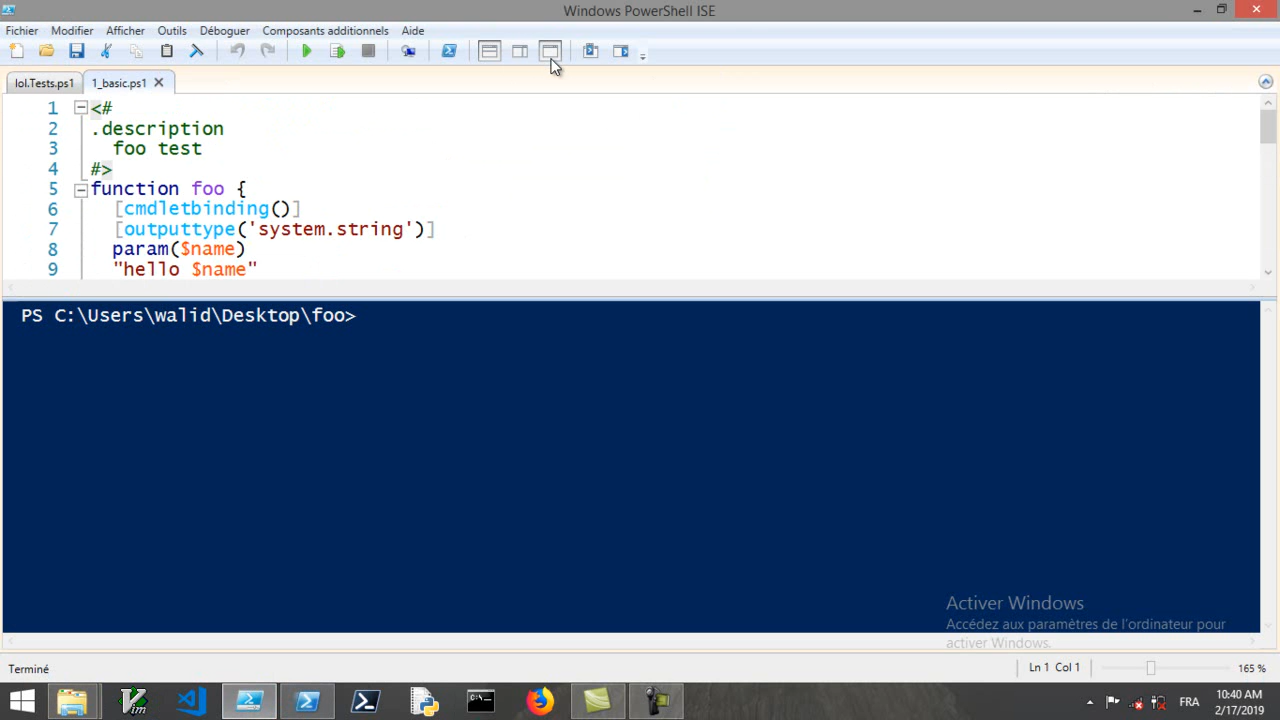 Windows PowerShell ISE
Fichier Modifier Afficher Outils Déboguer Composants additionnels Aide
lol.Tests.ps1 1_basic.ps1
1 <#
2 .description
3 foo test
4 #>
5 function foo {
6 [cmdletbinding()]
7 [outputtype('system.string')]
8 param($name)
9 "hello $name"
PS C:\Users\walid\Desktop\foo>
Activer Windows
Accédez aux paramètres de l'ordinateur pour
activer Windows.
Terminé Ln 1 Col 1 165 %
FRA 10:40 AM
2/17/2019